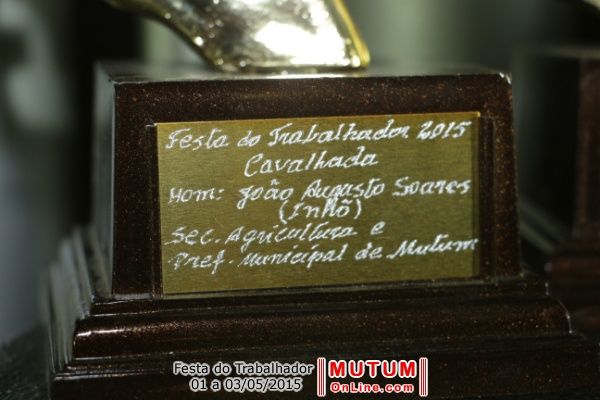 Festa do Trabalhador 2015
Cavalhada
Hom: João Augusto Soares
(Inhô)
Sec. Agricultura e
Pref. Municipal de Mutum
Festa do Trabalhador
01 a 03/05/2015
MUTUM
OnLine.com